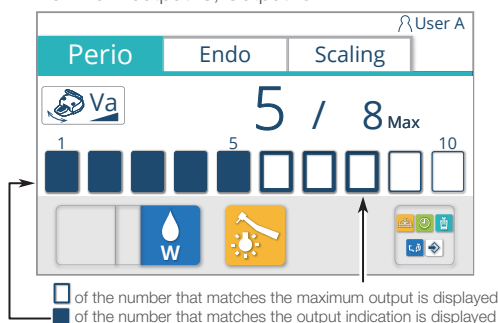 User A
Perio Endo Scaling
Va 5 / 8 Max
1 5 10
W
of the number that matches the maximum output is displayed
of the number that matches the output indication is displayed